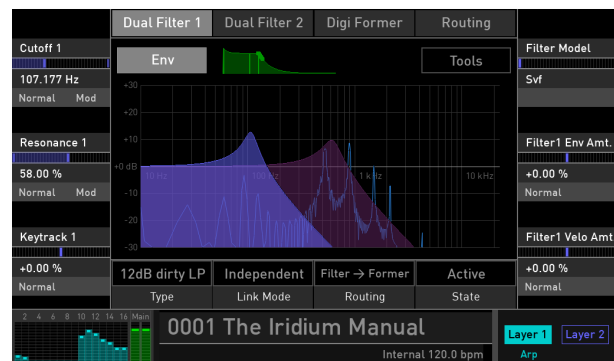 Dual Filter 1 Dual Filter 2 Digi Former Routing
Cutoff 1
Filter Model
Env
Tools
107.177 Hz
Svf
Normal Mod
+30
+20
Resonance 1
+10
Filter1 Env Amt.
+0 dB
10 Hz 100 Hz 1 kHz 10 kHz
58.00 %
+0.00 %
Normal Mod
-10
Normal
-20
Keytrack 1
-30
Filter1 Velo Amt
+0.00 %
12dB dirty LP Independent Filter → Former Active
+0.00 %
Normal
Type Link Mode Routing State
Normal
2 4 6 8 10 12 14 16 Main
0001 The Iridium Manual
Layer 1 Layer 2
Internal 120.0 bpm
Arp